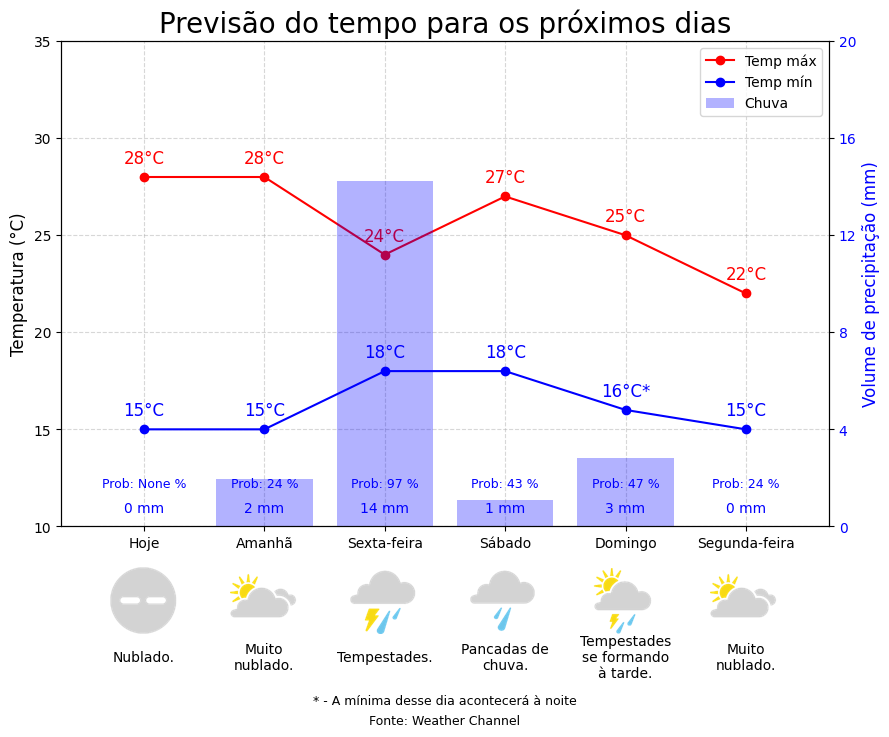 Previsão do tempo para os próximos dias
35
30
25
20
15
10
Temperatura (°C)
20
16
12
8
4
0
Volume de precipitação (mm)
Temp máx
Temp mín
Chuva
28°C 28°C 24°C 27°C 25°C 22°C
15°C 15°C 18°C 18°C 16°C* 15°C
Prob: None % Prob: 24 % Prob: 97 % Prob: 43 % Prob: 47 % Prob: 24 %
0 mm 2 mm 14 mm 1 mm 3 mm 0 mm
Hoje Amanhã Sexta-feira Sábado Domingo Segunda-feira
Nublado.
Muito
nublado.
Tempestades.
Pancadas de
chuva.
Tempestades
se formando
à tarde.
Muito
nublado.
* - A mínima desse dia acontecerá à noite
Fonte: Weather Channel